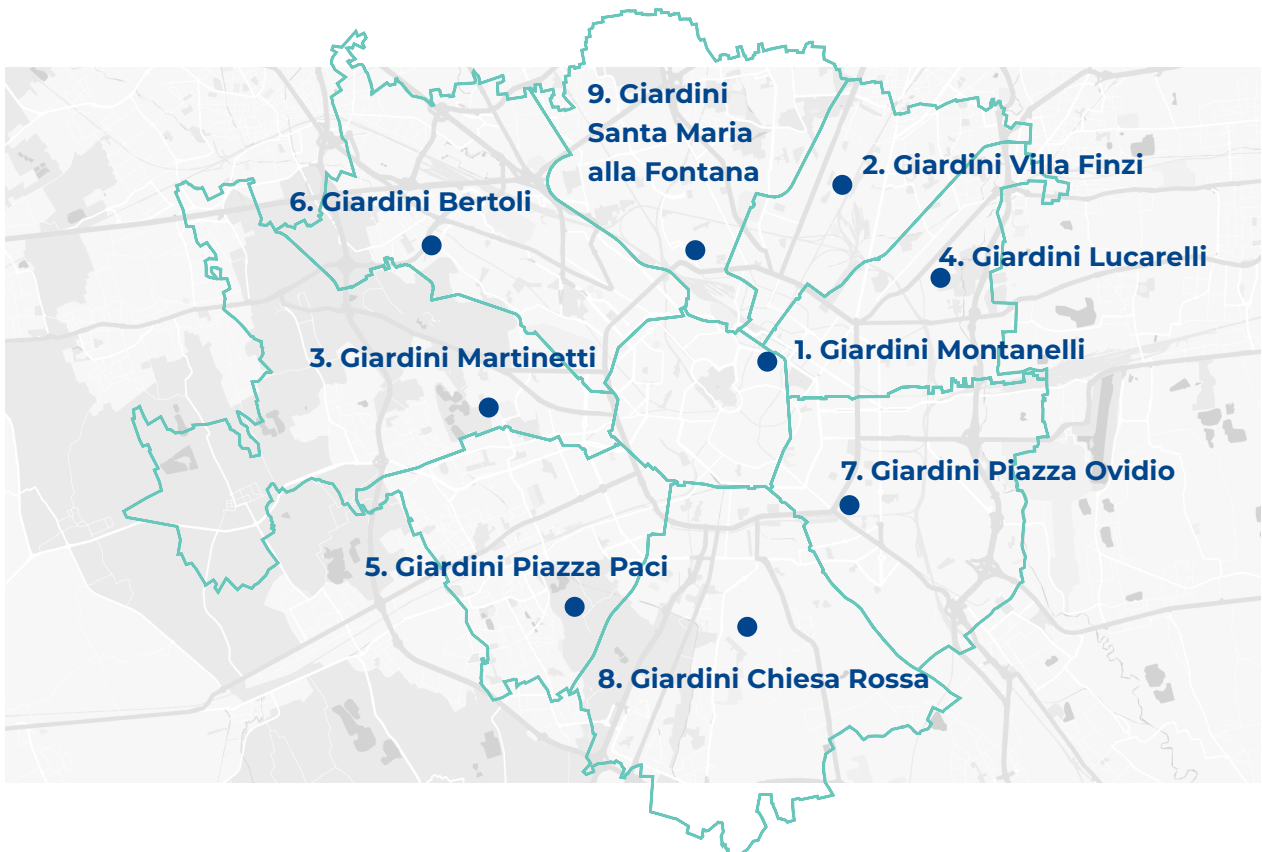 9. Giardini
Santa Maria
alla Fontana
2. Giardini Villa Finzi
6. Giardini Bertoli
4. Giardini Lucarelli
3. Giardini Martinetti
1. Giardini Montanelli
7. Giardini Piazza Ovidio
5. Giardini Piazza Paci
8. Giardini Chiesa Rossa